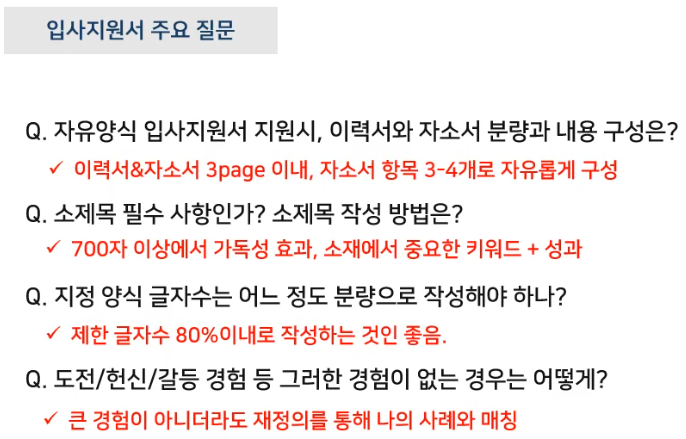 입사지원서 주요 질문
Q. 자유양식 입사지원서 지원시, 이력서와 자소서 분량과 내용 구성은?
✓ 이력서&자소서 3page 이내, 자소서 항목 3-4개로 자유롭게 구성
Q. 소제목 필수 사항인가? 소제목 작성 방법은?
✓ 700자 이상에서 가독성 효과, 소재에서 중요한 키워드 + 성과
Q. 지정 양식 글자수는 어느 정도 분량으로 작성해야 하나?
✓ 제한 글자수 80%이내로 작성하는 것인 좋음.
Q. 도전/헌신/갈등 경험 등 그러한 경험이 없는 경우는 어떻게?
✓ 큰 경험이 아니더라도 재정의를 통해 나의 사례와 매칭